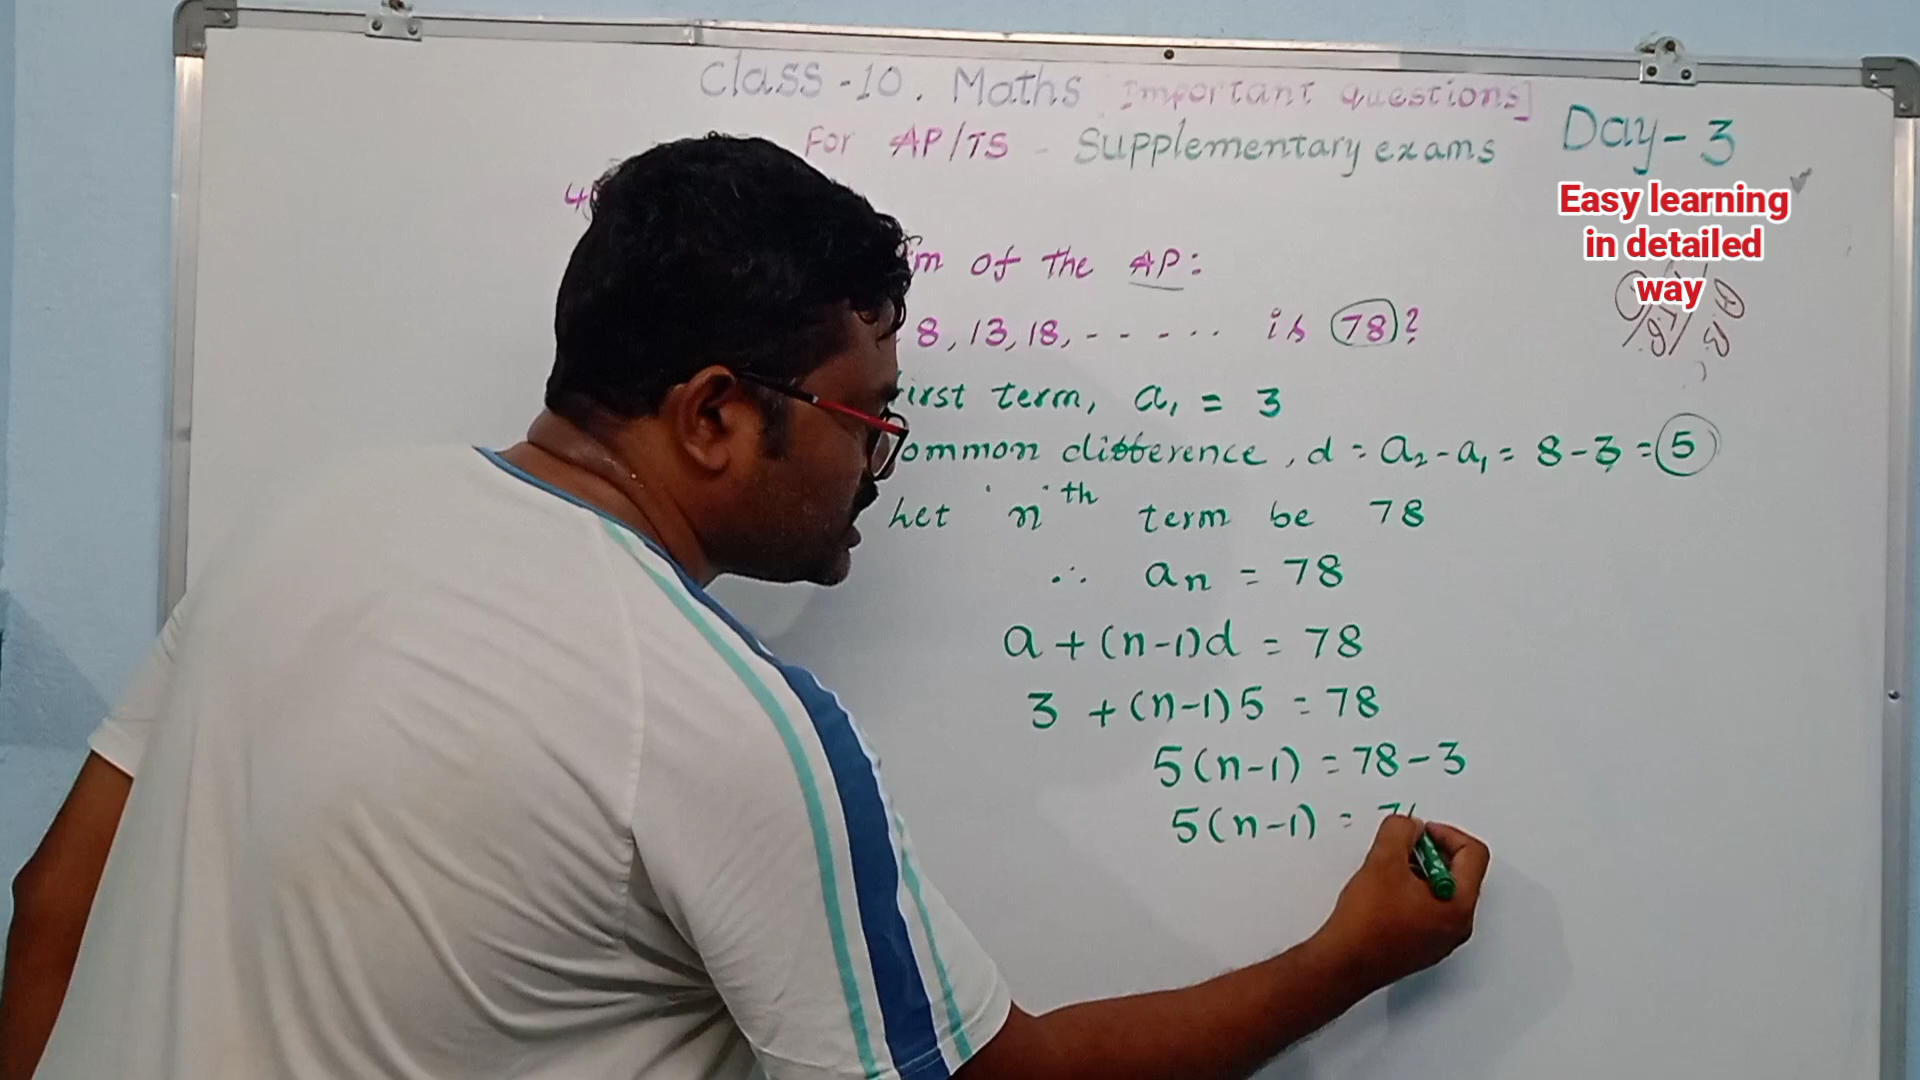 Class - 10. Maths [Important questions]
For AP/TS - Supplementary exams
Day - 3
Easy learning
in detailed
way
4
of the AP:
8, 13, 18, - - - - . . is 78?
irst term, a₁ = 3
ommon difference, d = a₂ - a₁ = 8 - 3 = 5
Let 'n'th term be 78
∴ an = 78
a + (n-1)d = 78
3 + (n-1)5 = 78
5(n-1) = 78 - 3
5(n-1) = 7